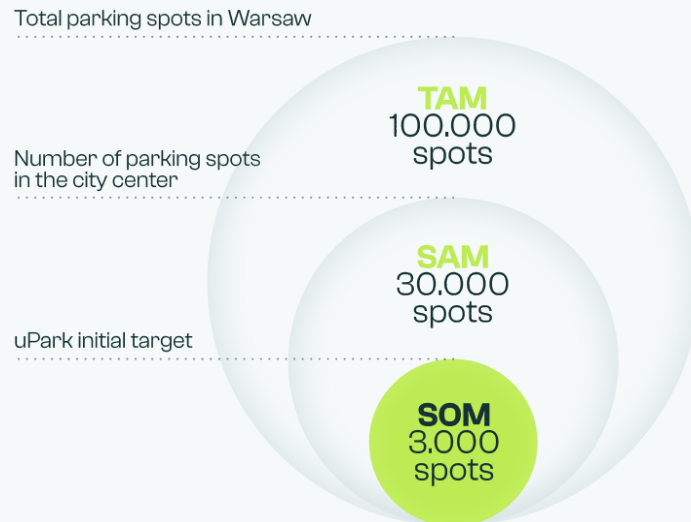 Total parking spots in Warsaw
TAM
100.000
spots
Number of parking spots
in the city center
SAM
30.000
spots
uPark initial target
SOM
3.000
spots